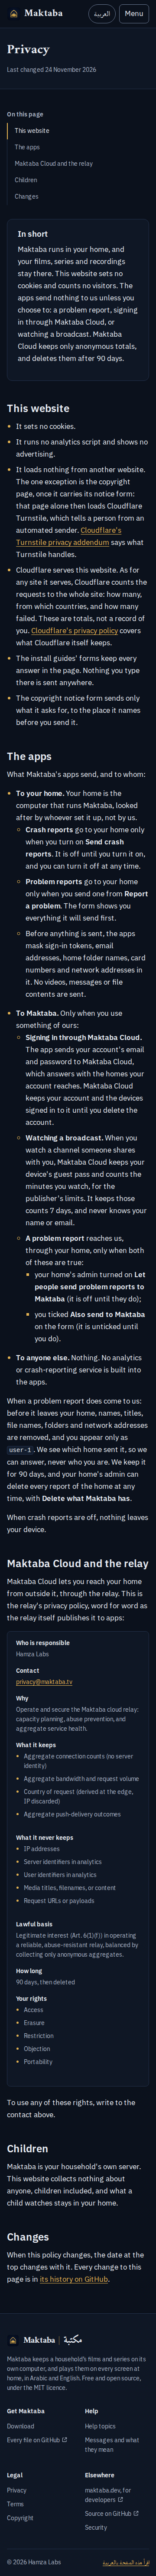 Maktaba
العربية
Menu
Privacy
Last changed 24 November 2026
On this page
This website
The apps
Maktaba Cloud and the relay
Children
Changes
In short
Maktaba runs in your home, and
your films, series and recordings
stay there. This website sets no
cookies and counts no visitors. The
apps send nothing to us unless you
choose to: a problem report, signing
in through Maktaba Cloud, or
watching a broadcast. Maktaba
Cloud keeps only anonymous totals,
and deletes them after 90 days.
This website
It sets no cookies.
It runs no analytics script and shows no
advertising.
It loads nothing from another website.
The one exception is the copyright
page, once it carries its notice form:
that page alone then loads Cloudflare
Turnstile, which tells a person from an
automated sender. Cloudflare's
Turnstile privacy addendum says what
Turnstile handles.
Cloudflare serves this website. As for
any site it serves, Cloudflare counts the
requests to the whole site: how many,
from which countries, and how many
failed. These are totals, not a record of
you. Cloudflare's privacy policy covers
what Cloudflare itself keeps.
The install guides' forms keep every
answer in the page. Nothing you type
there is sent anywhere.
The copyright notice form sends only
what it asks for, to the place it names
before you send it.
The apps
What Maktaba's apps send, and to whom:
To your home. Your home is the
computer that runs Maktaba, looked
after by whoever set it up, not by us.
Crash reports go to your home only
when you turn on Send crash
reports. It is off until you turn it on,
and you can turn it off at any time.
Problem reports go to your home
only when you send one from Report
a problem. The form shows you
everything it will send first.
Before anything is sent, the apps
mask sign-in tokens, email
addresses, home folder names, card
numbers and network addresses in
it. No videos, messages or file
contents are sent.
To Maktaba. Only when you use
something of ours:
Signing in through Maktaba Cloud.
The app sends your account's email
and password to Maktaba Cloud,
which answers with the homes your
account reaches. Maktaba Cloud
keeps your account and the devices
signed in to it until you delete the
account.
Watching a broadcast. When you
watch a channel someone shares
with you, Maktaba Cloud keeps your
device's guest pass and counts the
minutes you watch, for the
publisher's limits. It keeps those
counts 7 days, and never knows your
name or email.
A problem report reaches us,
through your home, only when both
of these are true:
your home's admin turned on Let
people send problem reports to
Maktaba (it is off until they do);
you ticked Also send to Maktaba
on the form (it is unticked until
you do).
To anyone else. Nothing. No analytics
or crash-reporting service is built into
the apps.
When a problem report does come to us:
before it leaves your home, names, titles,
file names, folders and network addresses
are removed, and you appear only as
user-1. We see which home sent it, so we
can answer, never who you are. We keep it
for 90 days, and your home's admin can
delete every report of the home at any
time, with Delete what Maktaba has.
When crash reports are off, nothing leaves
your device.
Maktaba Cloud and the relay
Maktaba Cloud lets you reach your home
from outside it, through the relay. This is
the relay's privacy policy, word for word as
the relay itself publishes it to apps:
Who is responsible
Hamza Labs
Contact
privacy@maktaba.tv
Why
Operate and secure the Maktaba cloud relay:
capacity planning, abuse prevention, and
aggregate service health.
What it keeps
Aggregate connection counts (no server
identity)
Aggregate bandwidth and request volume
Country of request (derived at the edge,
IP discarded)
Aggregate push-delivery outcomes
What it never keeps
IP addresses
Server identifiers in analytics
User identifiers in analytics
Media titles, filenames, or content
Request URLs or payloads
Lawful basis
Legitimate interest (Art. 6(1)(f)) in operating
a reliable, abuse-resistant relay, balanced by
collecting only anonymous aggregates.
How long
90 days, then deleted
Your rights
Access
Erasure
Restriction
Objection
Portability
To use any of these rights, write to the
contact above.
Children
Maktaba is your household's own server.
This website collects nothing about
anyone, children included, and what a
child watches stays in your home.
Changes
When this policy changes, the date at the
top changes with it. Every change to this
page is in its history on GitHub.
Maktaba | مكتبة
Maktaba keeps a household's films and series on its
own computer, and plays them on every screen at
home, in Arabic and English. Free and open source,
under the MIT licence.
Get Maktaba
Download
Every file on GitHub
Help
Help topics
Messages and what
they mean
Legal
Privacy
Terms
Copyright
Elsewhere
maktaba.dev, for
developers
Source on GitHub
Security
© 2026 Hamza Labs
اقرأ هذه الصفحة بالعربية